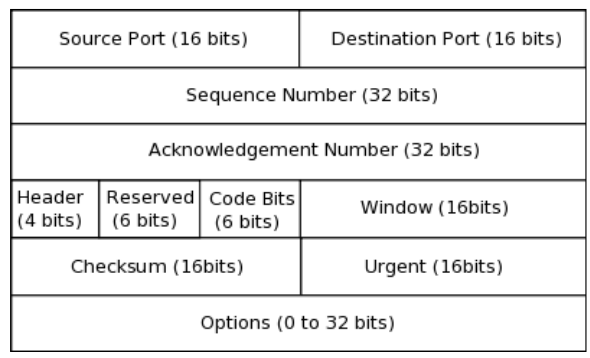 Source Port (16 bits) Destination Port (16 bits)
Sequence Number (32 bits)
Acknowledgement Number (32 bits)
Header
(4 bits)
Reserved
(6 bits)
Code Bits
(6 bits)
Window (16bits)
Checksum (16bits) Urgent (16bits)
Options (0 to 32 bits)